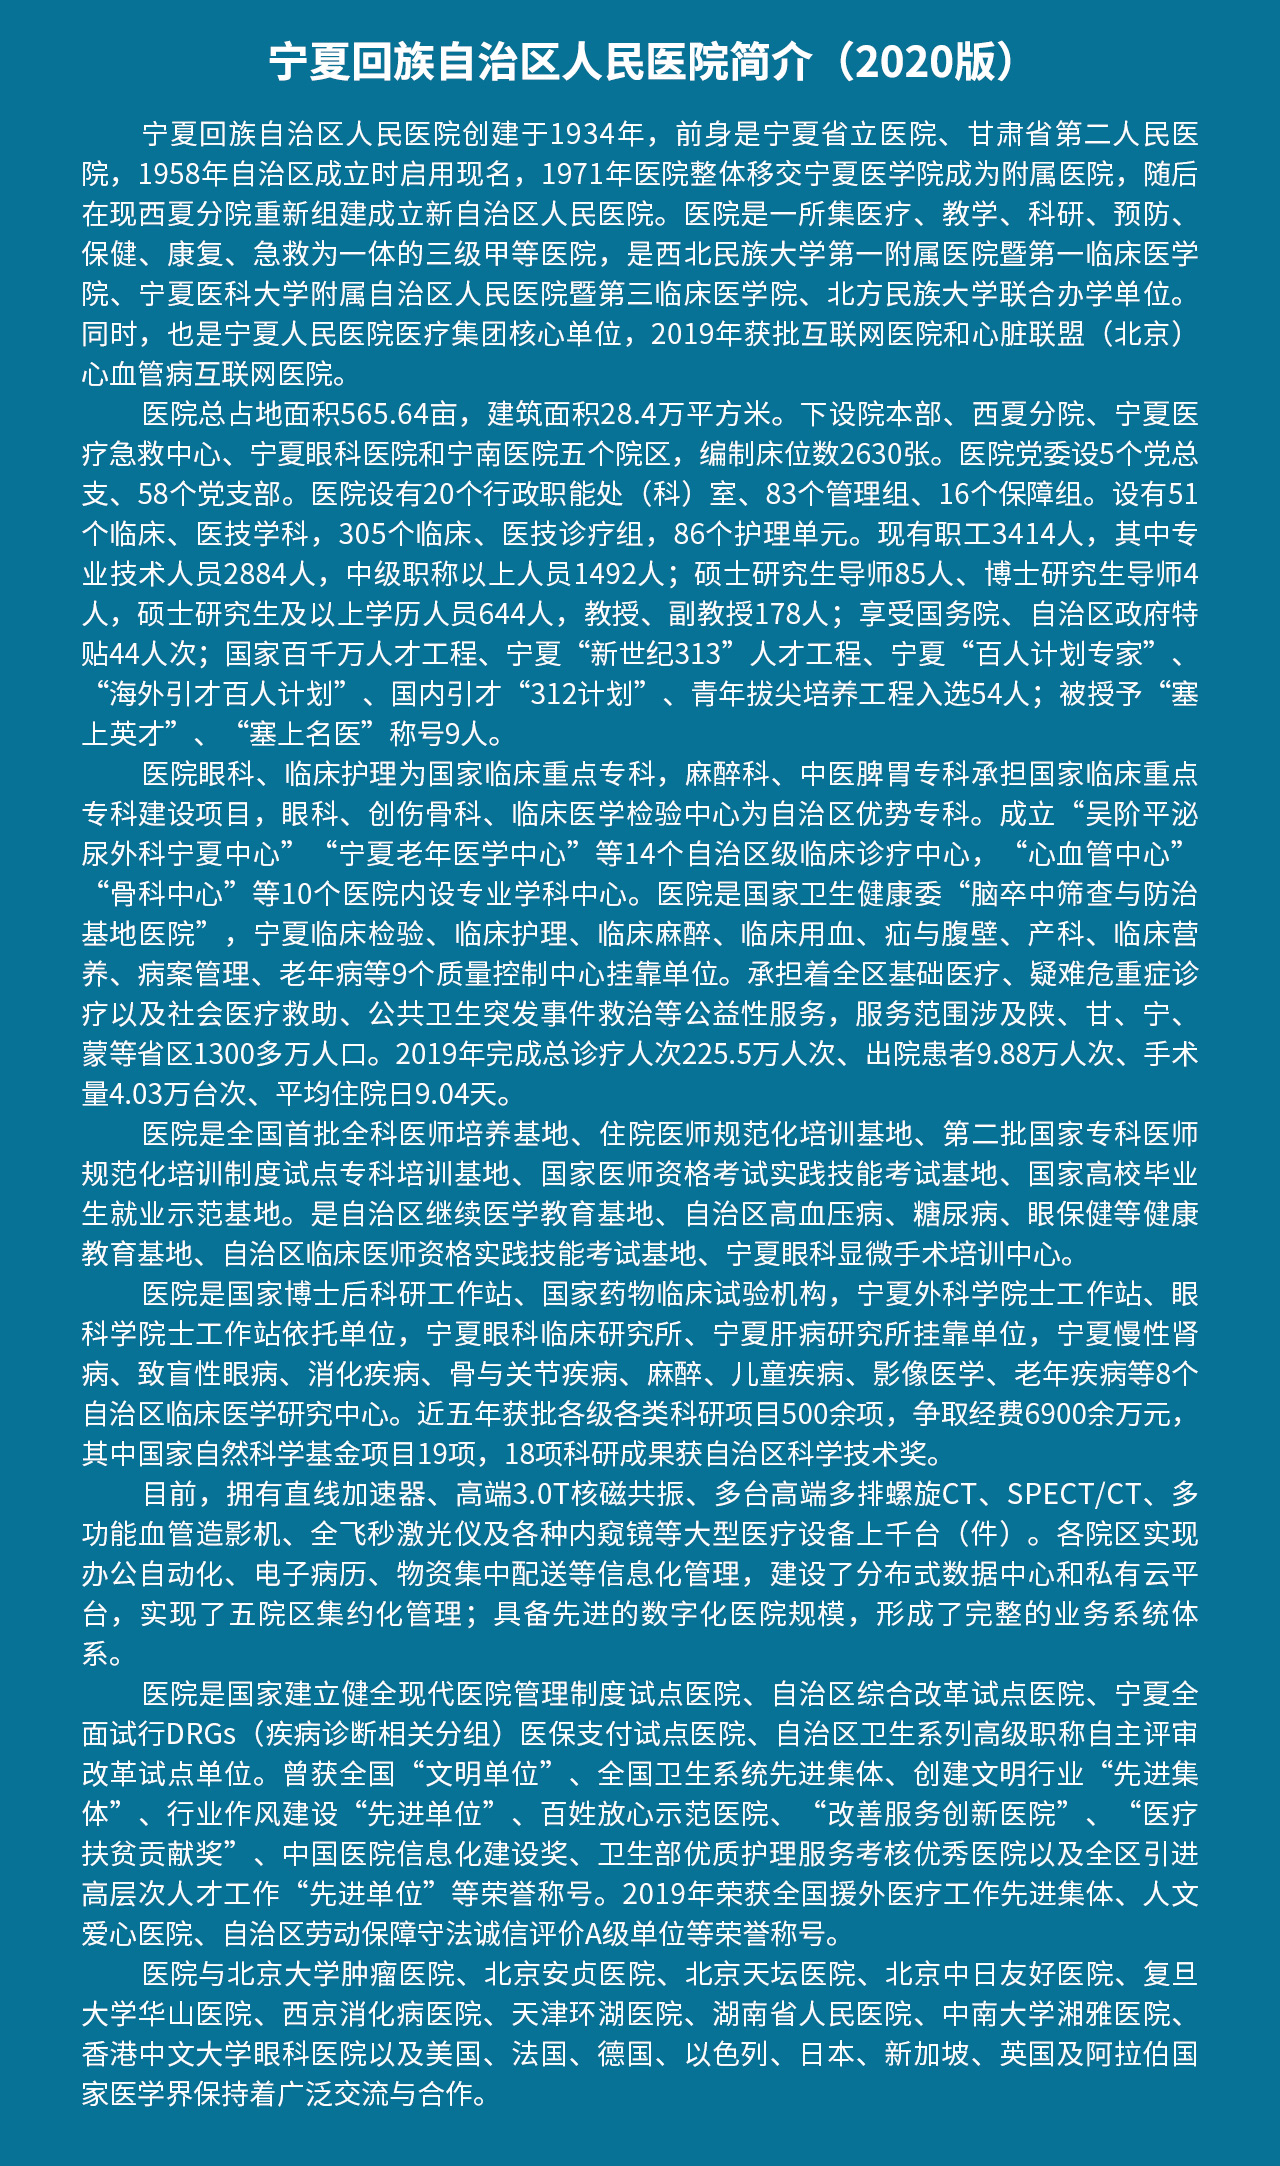 宁夏回族自治区人民医院简介（2020版）
宁夏回族自治区人民医院创建于1934年，前身是宁夏省立医院、甘肃省第二人民医
院，1958年自治区成立时启用现名，1971年医院整体移交宁夏医学院成为附属医院，随后
在现西夏分院重新组建成立新自治区人民医院。医院是一所集医疗、教学、科研、预防、
保健、康复、急救为一体的三级甲等医院，是西北民族大学第一附属医院暨第一临床医学
院、宁夏医科大学附属自治区人民医院暨第三临床医学院、北方民族大学联合办学单位。
同时，也是宁夏人民医院医疗集团核心单位，2019年获批互联网医院和心脏联盟（北京）
心血管病互联网医院。
医院总占地面积565.64亩，建筑面积28.4万平方米。下设院本部、西夏分院、宁夏医
疗急救中心、宁夏眼科医院和宁南医院五个院区，编制床位数2630张。医院党委设5个党总
支、58个党支部。医院设有20个行政职能处（科）室、83个管理组、16个保障组。设有51
个临床、医技学科，305个临床、医技诊疗组，86个护理单元。现有职工3414人，其中专
业技术人员2884人，中级职称以上人员1492人；硕士研究生导师85人、博士研究生导师4
人，硕士研究生及以上学历人员644人，教授、副教授178人；享受国务院、自治区政府特
贴44人次；国家百千万人才工程、宁夏“新世纪313”人才工程、宁夏“百人计划专家”、
“海外引才百人计划”、国内引才“312计划”、青年拔尖培养工程入选54人；被授予“塞
上英才”、“塞上名医”称号9人。
医院眼科、临床护理为国家临床重点专科，麻醉科、中医脾胃专科承担国家临床重点
专科建设项目，眼科、创伤骨科、临床医学检验中心为自治区优势专科。成立“吴阶平泌
尿外科宁夏中心”“宁夏老年医学中心”等14个自治区级临床诊疗中心，“心血管中心”
“骨科中心”等10个医院内设专业学科中心。医院是国家卫生健康委“脑卒中筛查与防治
基地医院”，宁夏临床检验、临床护理、临床麻醉、临床用血、疝与腹壁、产科、临床营
养、病案管理、老年病等9个质量控制中心挂靠单位。承担着全区基础医疗、疑难危重症诊
疗以及社会医疗救助、公共卫生突发事件救治等公益性服务，服务范围涉及陕、甘、宁、
蒙等省区1300多万人口。2019年完成总诊疗人次225.5万人次、出院患者9.88万人次、手术
量4.03万台次、平均住院日9.04天。
医院是全国首批全科医师培养基地、住院医师规范化培训基地、第二批国家专科医师
规范化培训制度试点专科培训基地、国家医师资格考试实践技能考试基地、国家高校毕业
生就业示范基地。是自治区继续医学教育基地、自治区高血压病、糖尿病、眼保健等健康
教育基地、自治区临床医师资格实践技能考试基地、宁夏眼科显微手术培训中心。
医院是国家博士后科研工作站、国家药物临床试验机构，宁夏外科学院士工作站、眼
科学院士工作站依托单位，宁夏眼科临床研究所、宁夏肝病研究所挂靠单位，宁夏慢性肾
病、致盲性眼病、消化疾病、骨与关节疾病、麻醉、儿童疾病、影像医学、老年疾病等8个
自治区临床医学研究中心。近五年获批各级各类科研项目500余项，争取经费6900余万元，
其中国家自然科学基金项目19项，18项科研成果获自治区科学技术奖。
目前，拥有直线加速器、高端3.0T核磁共振、多台高端多排螺旋CT、SPECT/CT、多
功能血管造影机、全飞秒激光仪及各种内窥镜等大型医疗设备上千台（件）。各院区实现
办公自动化、电子病历、物资集中配送等信息化管理，建设了分布式数据中心和私有云平
台，实现了五院区集约化管理；具备先进的数字化医院规模，形成了完整的业务系统体
系。
医院是国家建立健全现代医院管理制度试点医院、自治区综合改革试点医院、宁夏全
面试行DRGs（疾病诊断相关分组）医保支付试点医院、自治区卫生系列高级职称自主评审
改革试点单位。曾获全国“文明单位”、全国卫生系统先进集体、创建文明行业“先进集
体”、行业作风建设“先进单位”、百姓放心示范医院、“改善服务创新医院”、“医疗
扶贫贡献奖”、中国医院信息化建设奖、卫生部优质护理服务考核优秀医院以及全区引进
高层次人才工作“先进单位”等荣誉称号。2019年荣获全国援外医疗工作先进集体、人文
爱心医院、自治区劳动保障守法诚信评价A级单位等荣誉称号。
医院与北京大学肿瘤医院、北京安贞医院、北京天坛医院、北京中日友好医院、复旦
大学华山医院、西京消化病医院、天津环湖医院、湖南省人民医院、中南大学湘雅医院、
香港中文大学眼科医院以及美国、法国、德国、以色列、日本、新加坡、英国及阿拉伯国
家医学界保持着广泛交流与合作。